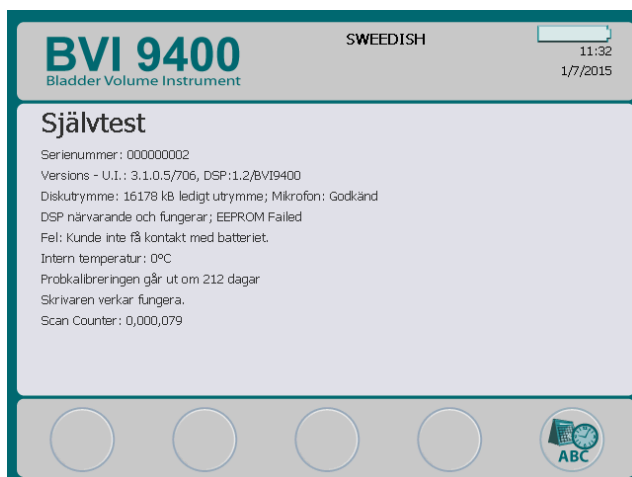 BVI 9400
Bladder Volume Instrument
SWEEDISH
11:32
1/7/2015
Självtest
Serienummer: 000000002
Versions - U.I.: 3.1.0.5/706, DSP:1.2/BVI9400
Diskutrymme: 16178 kB ledigt utrymme; Mikrofon: Godkänd
DSP närvarande och fungerar; EEPROM Failed
Fel: Kunde inte få kontakt med batteriet.
Intern temperatur: 0°C
Probkalibreringen går ut om 212 dagar
Skrivaren verkar fungera.
Scan Counter: 0,000,079
ABC